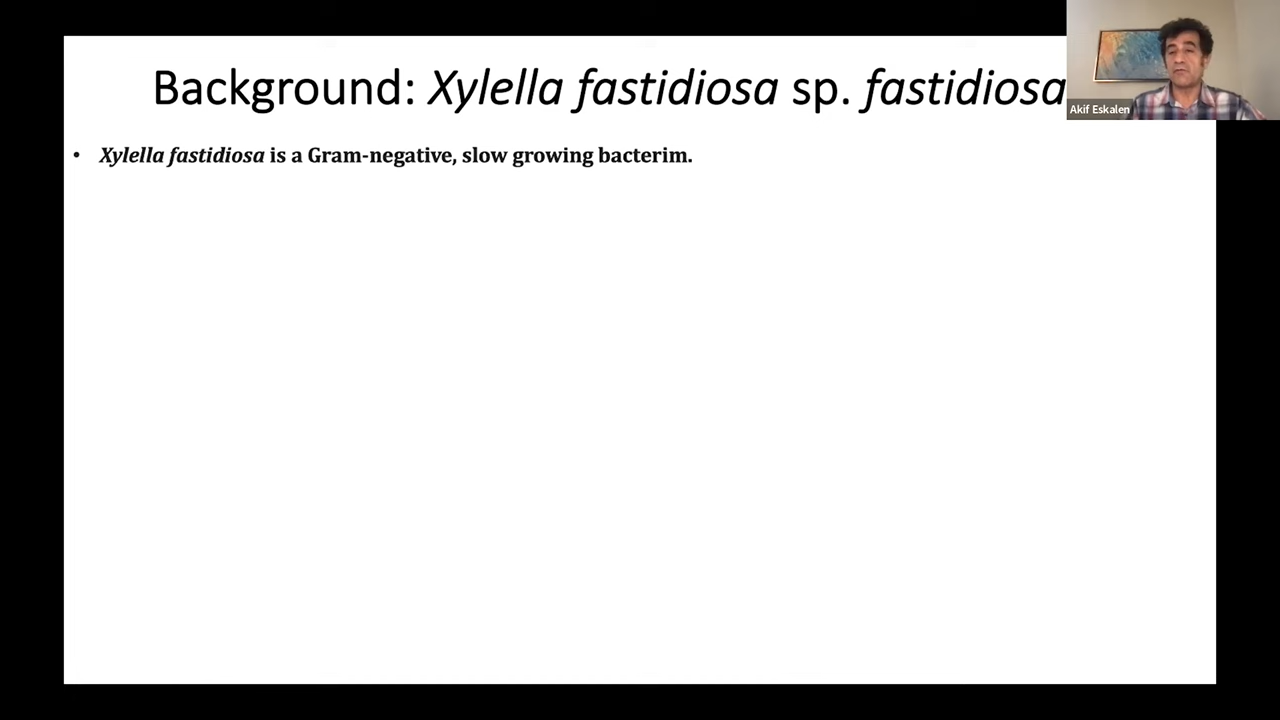 Background: Xylella fastidiosa sp. fastidiosa
Akif Eskalen
• Xylella fastidiosa is a Gram-negative, slow growing bacterim.